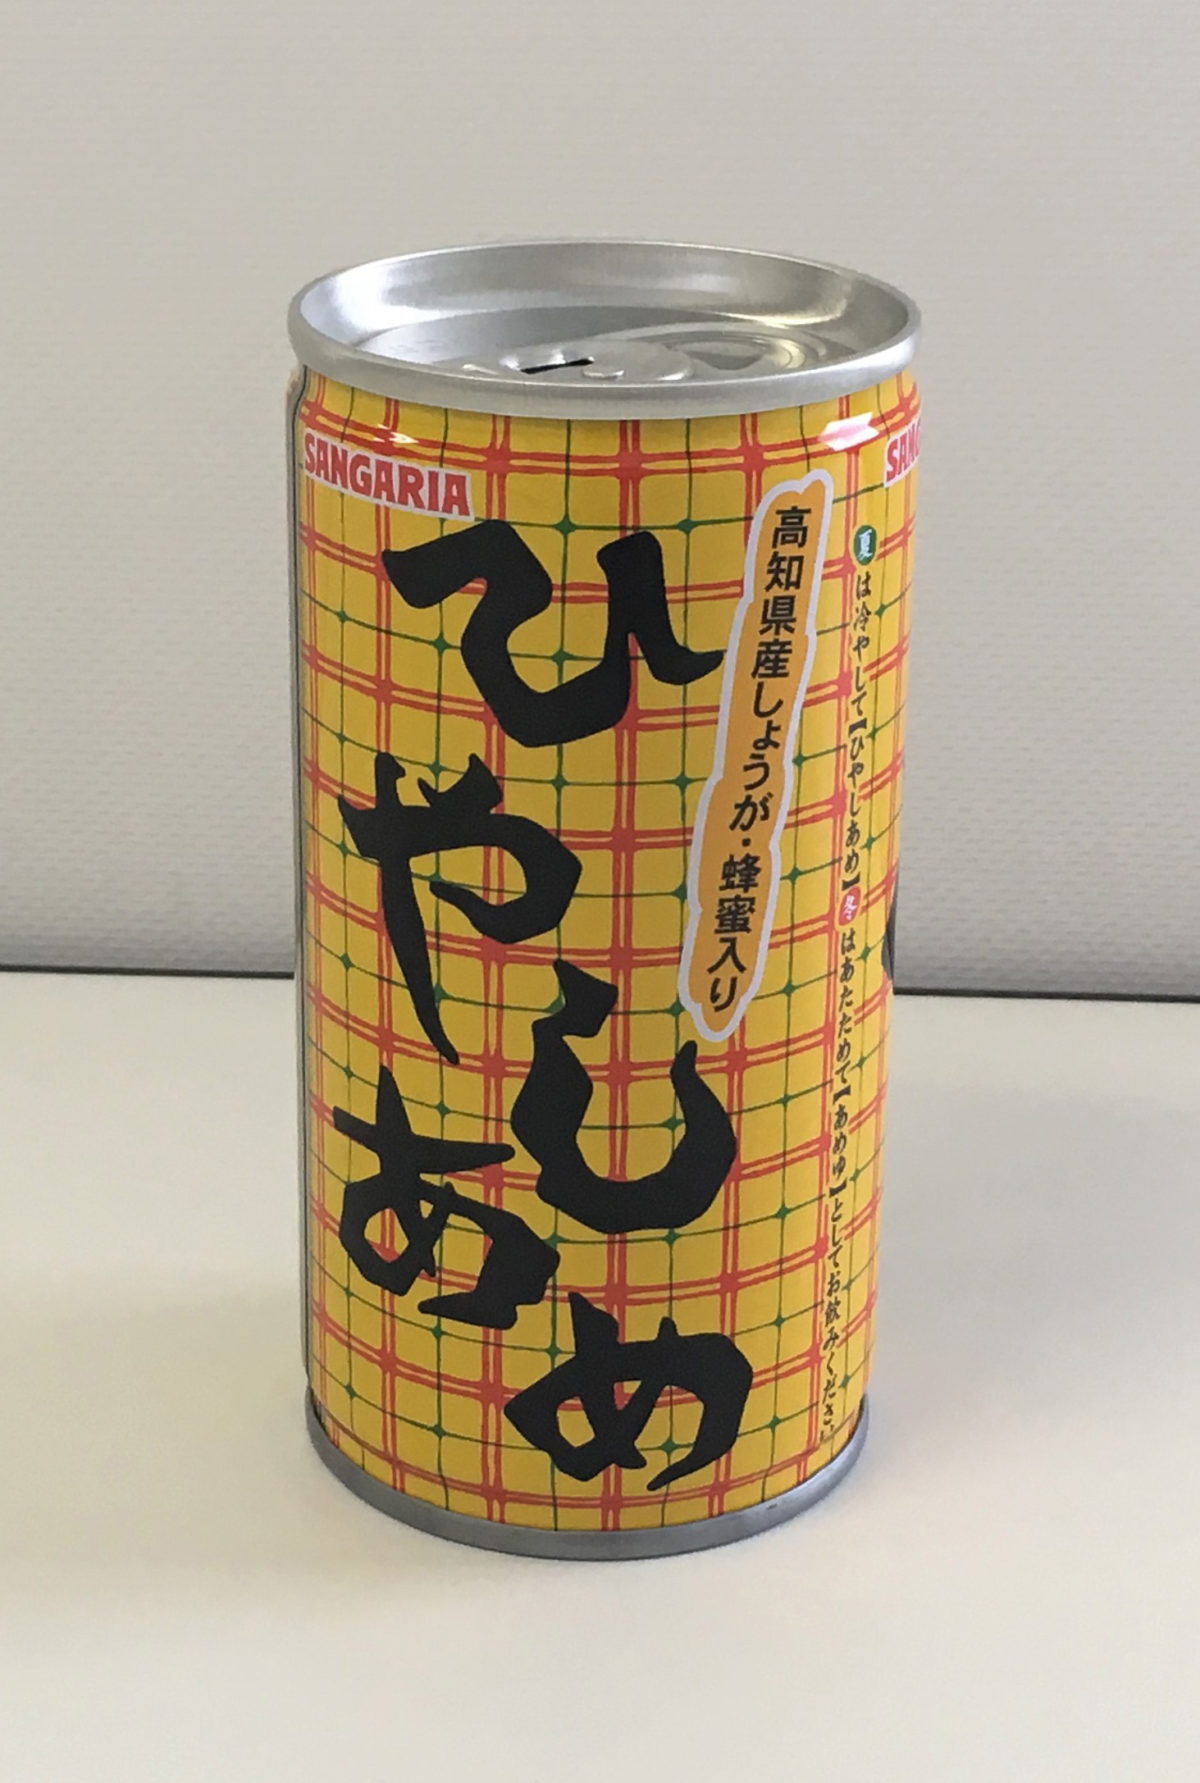 SANGARIA
ひやしあめ
高知県産しょうが・蜂蜜入り
夏は冷やして【ひやしあめ】冬はあたためて【あめゆ】としてお飲みください